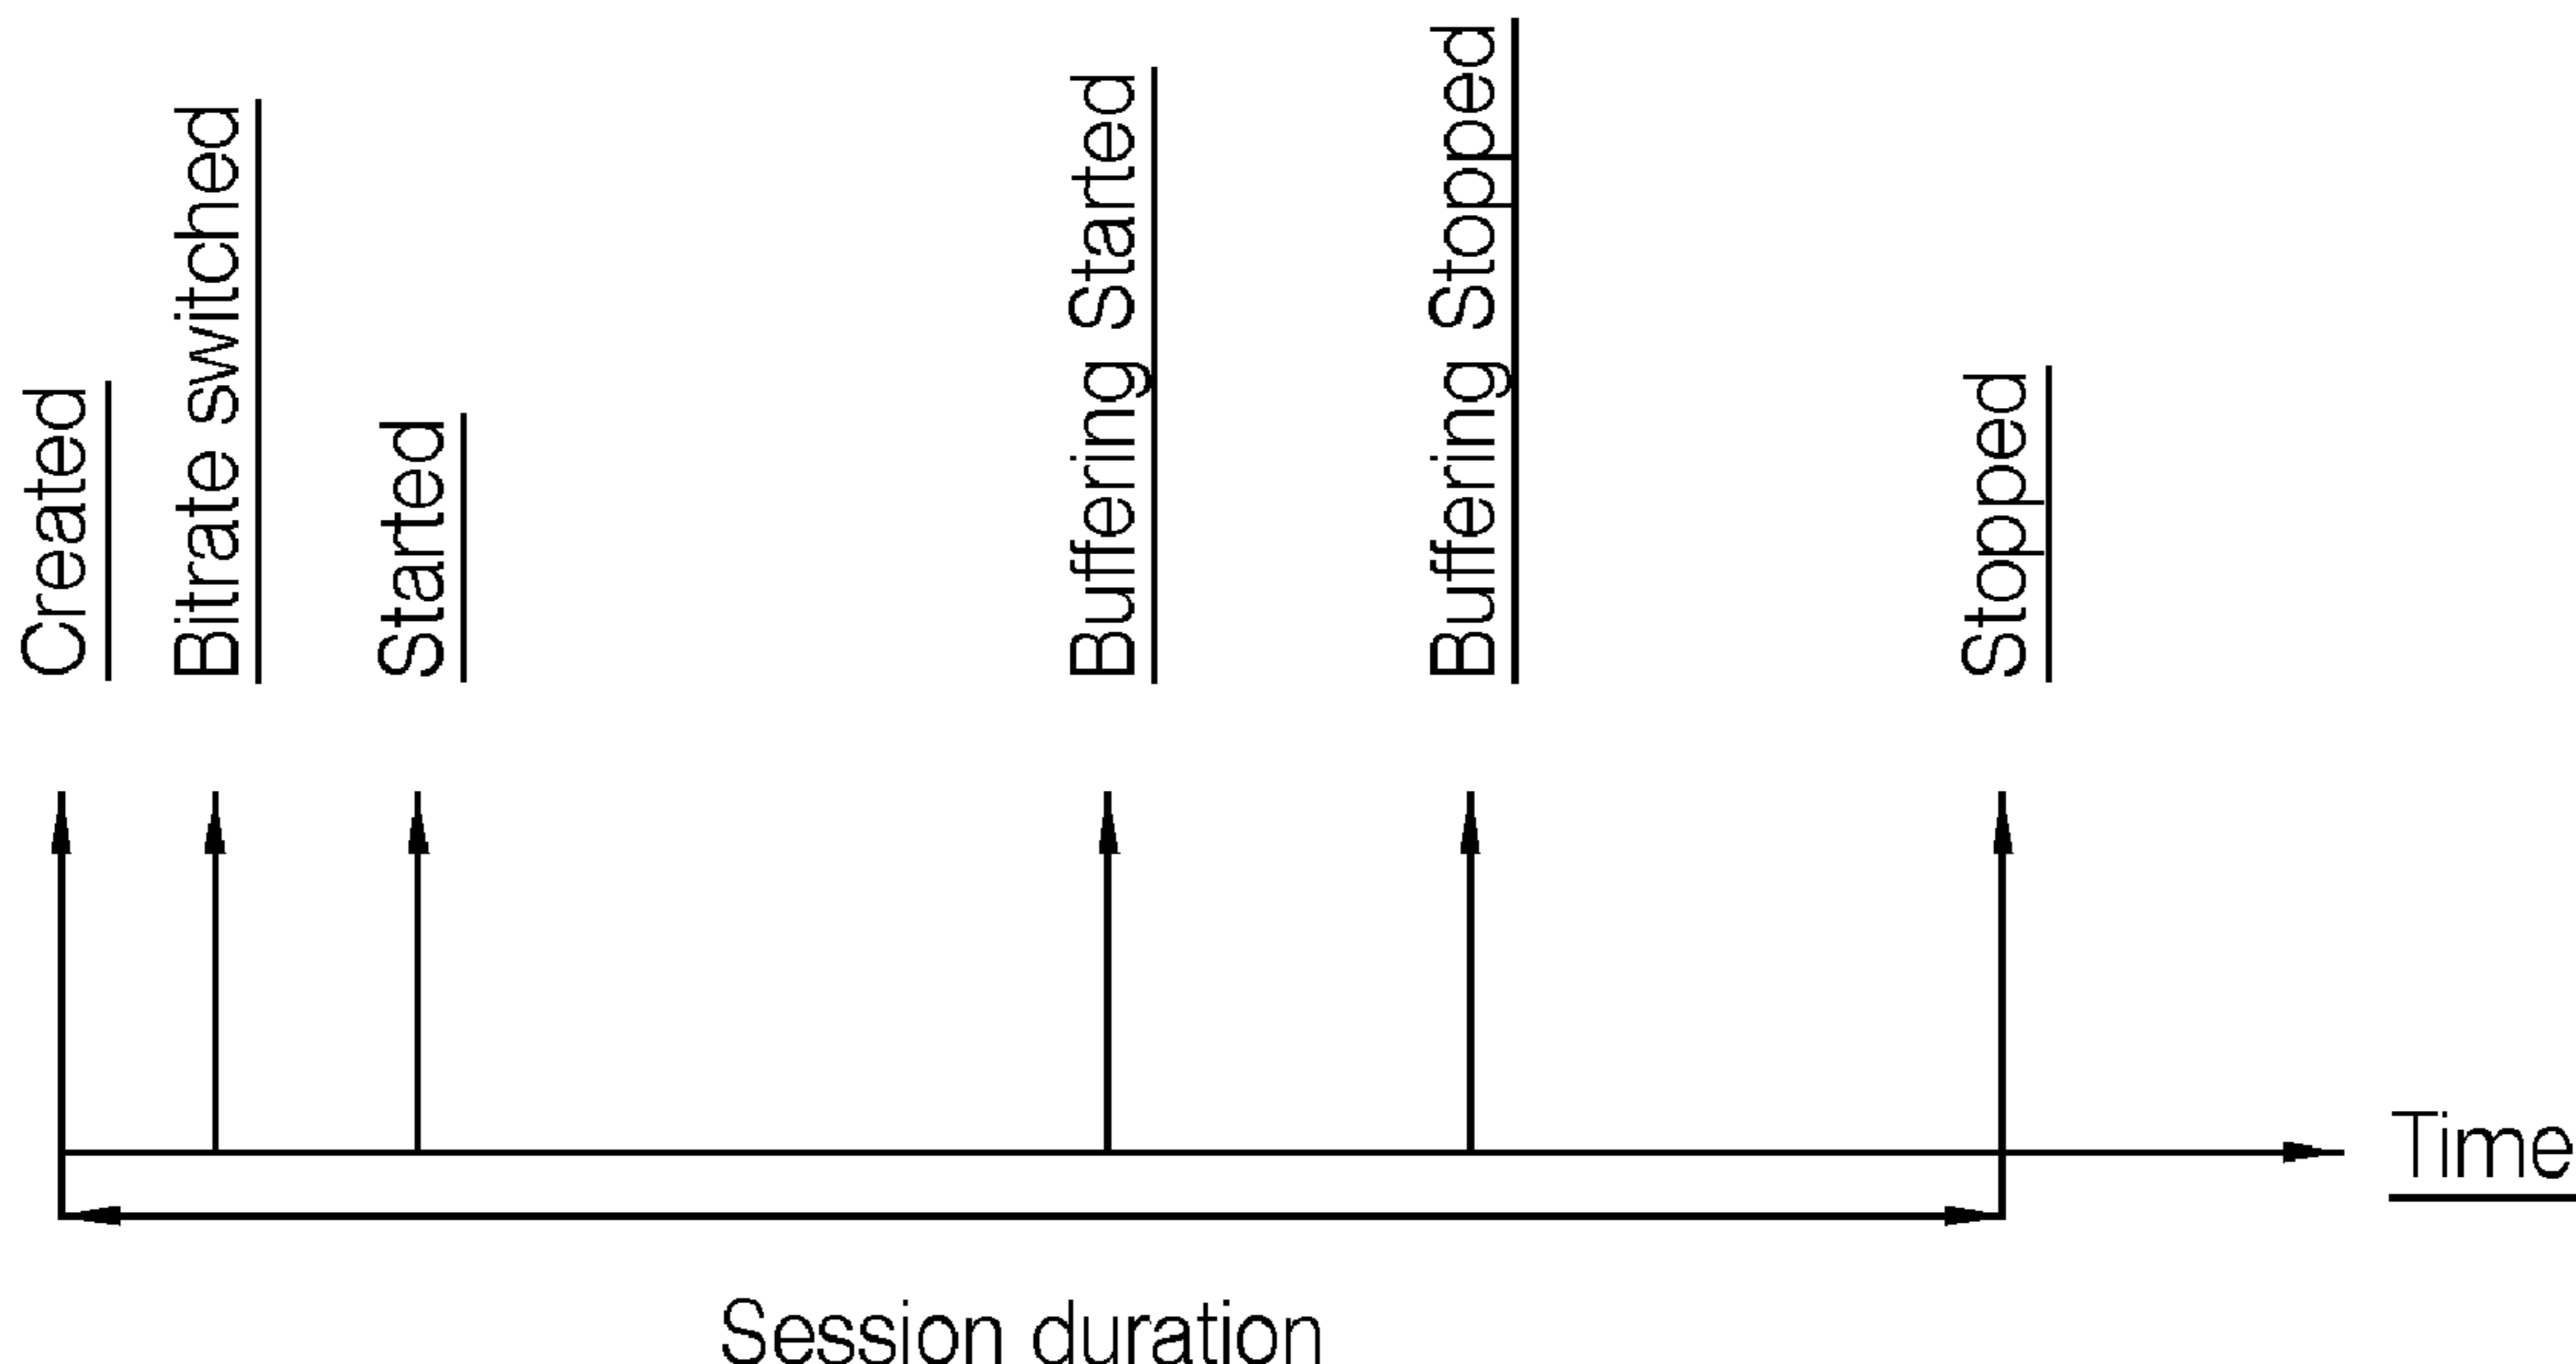 Created
Bitrate switched
Started
Buffering Started
Buffering Stopped
Stopped
Time
Session duration